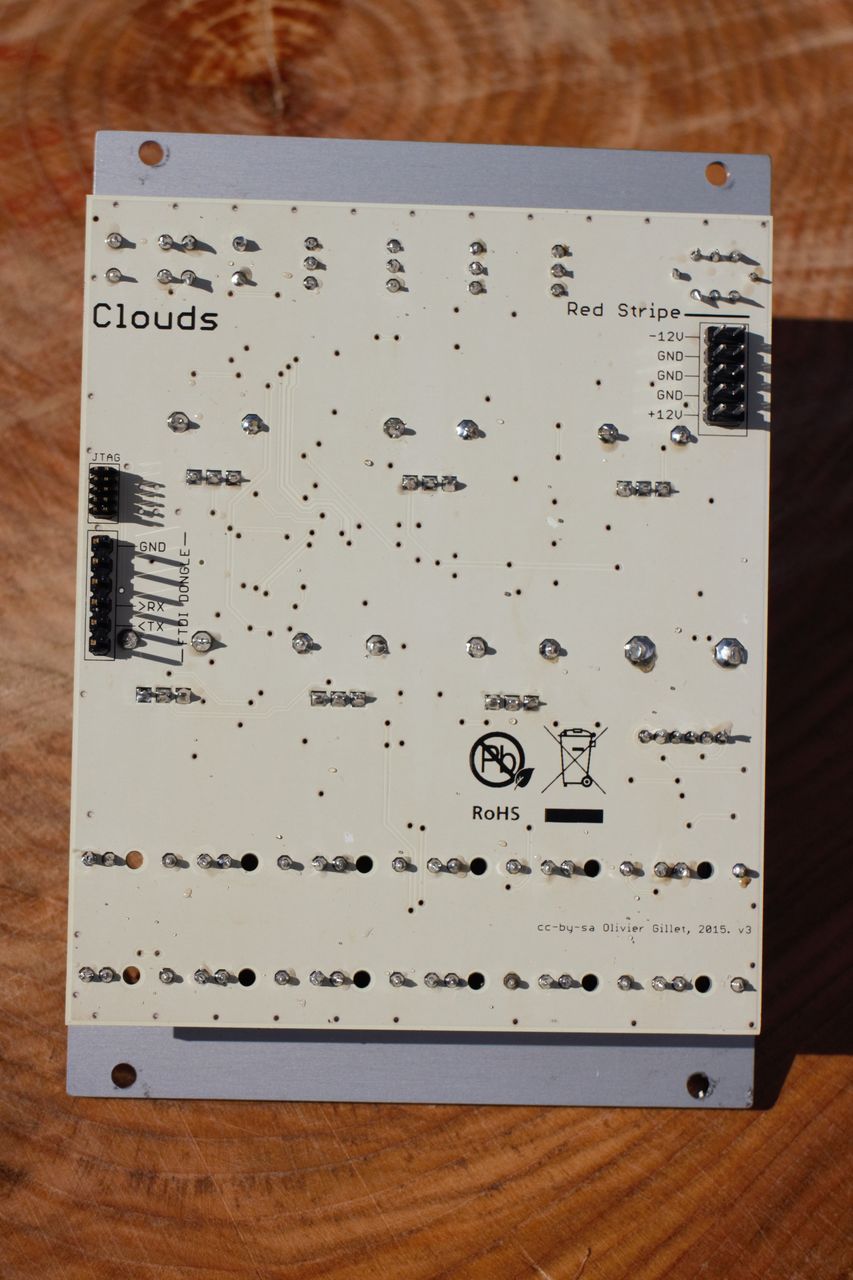 Clouds
Red Stripe
-12V
GND
GND
GND
+12V
JTAG
GND
>RX
<TX
FTDI DONGLE
Pb
RoHS
cc-by-sa Olivier Gillet, 2015. v3